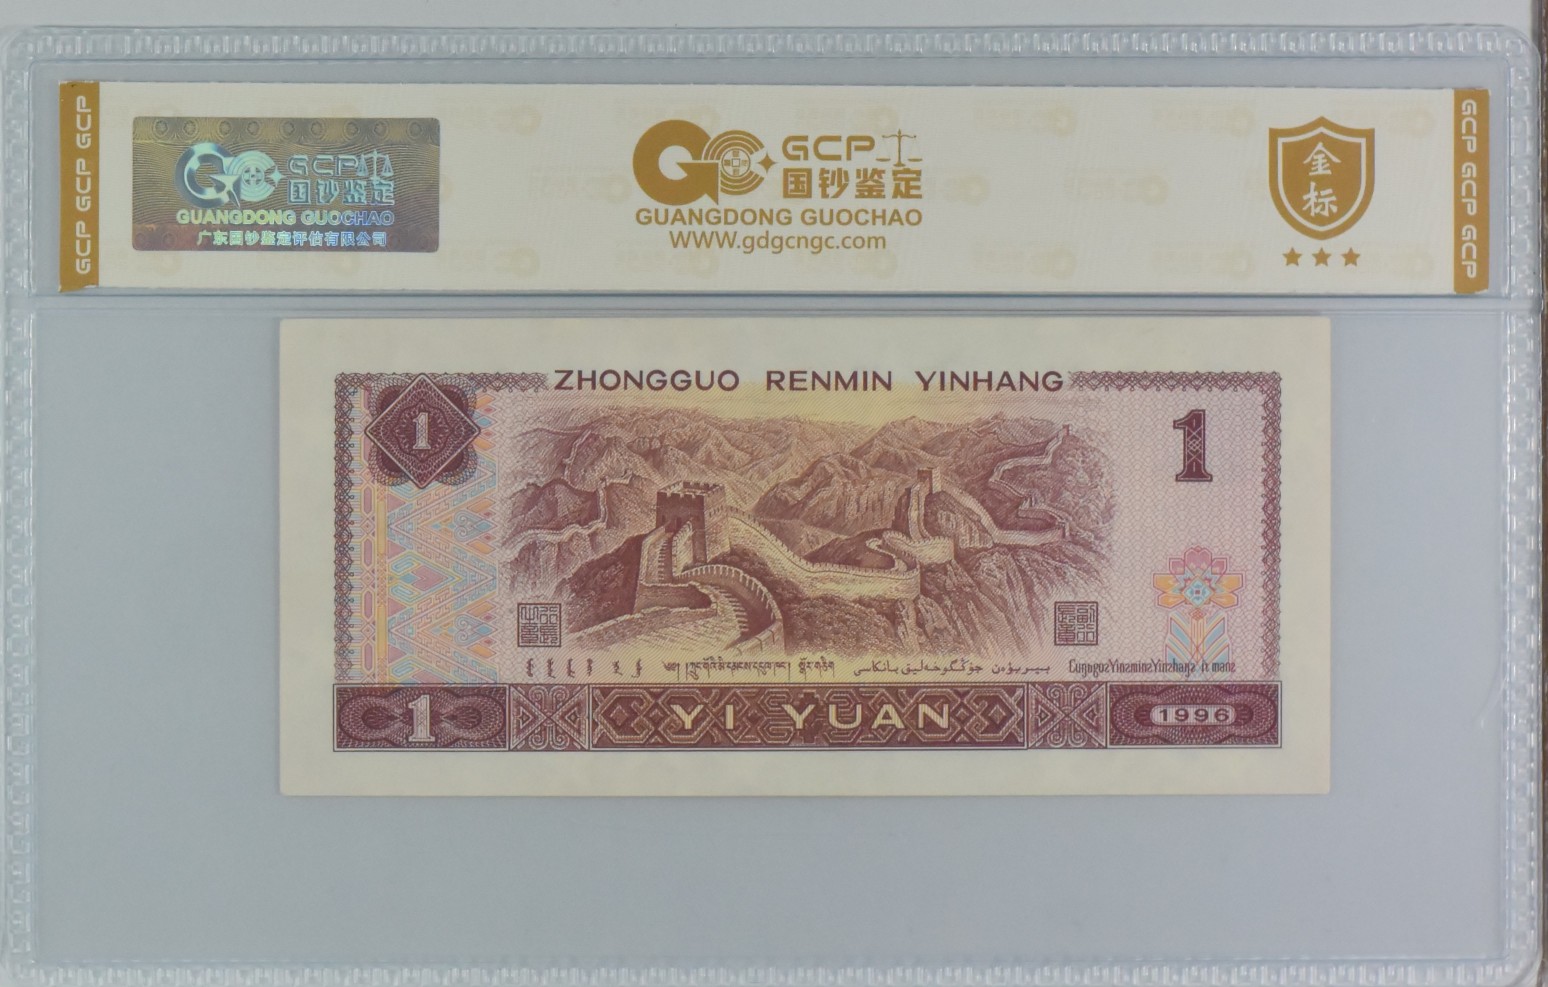 GCP GCP GCP
GCP
国钞鉴定
GUANGDONG GUOCHAO
广东国钞鉴定评估有限公司
GCP
国钞鉴定
GUANGDONG GUOCHAO
WWW.gdgcngc.com
金
标
GCP GCP GCP
ZHONGGUO RENMIN YINHANG
1
1
1
YI YUAN
1996